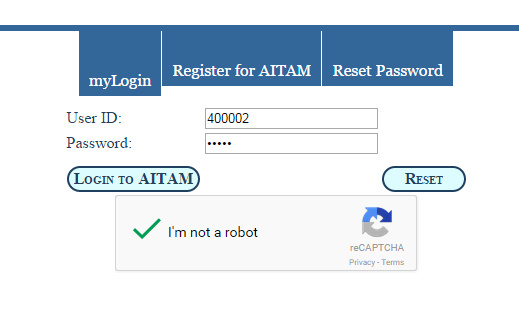 myLogin Register for AITAM Reset Password
User ID: 400002
Password: •••••
LOGIN TO AITAM RESET
I'm not a robot
reCAPTCHA
Privacy - Terms